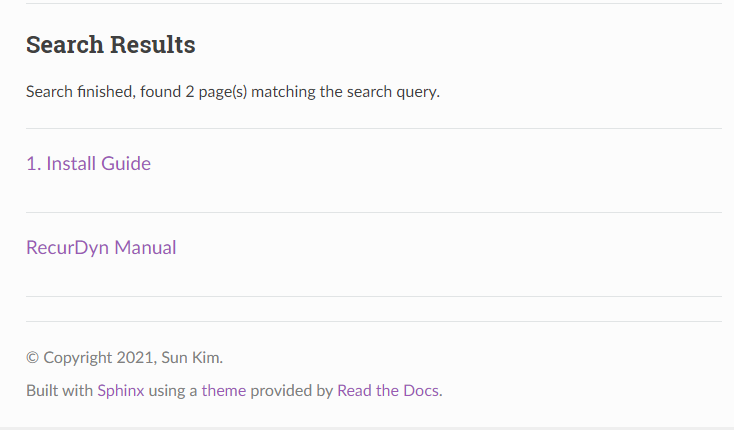 Search Results
Search finished, found 2 page(s) matching the search query.
1. Install Guide
RecurDyn Manual
© Copyright 2021, Sun Kim.
Built with Sphinx using a theme provided by Read the Docs.